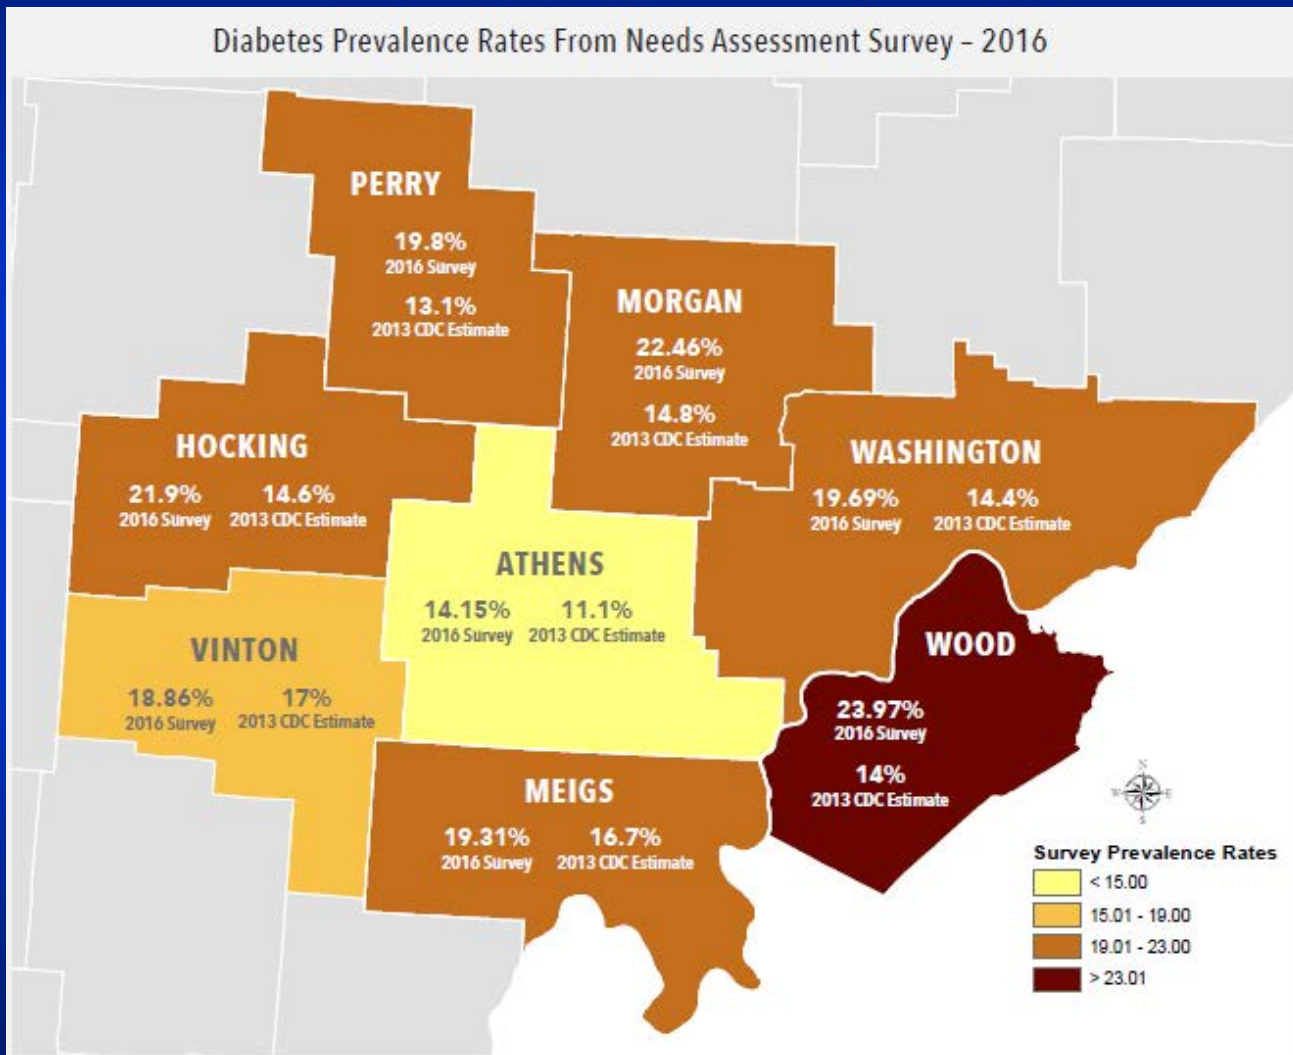 Diabetes Prevalence Rates From Needs Assessment Survey – 2016
PERRY
19.8%
2016 Survey
13.1%
2013 CDC Estimate
MORGAN
22.46%
2016 Survey
14.8%
2013 CDC Estimate
HOCKING
21.9% 14.6%
2016 Survey 2013 CDC Estimate
WASHINGTON
19.69% 14.4%
2016 Survey 2013 CDC Estimate
ATHENS
14.15% 11.1%
2016 Survey 2013 CDC Estimate
VINTON
18.86% 17%
2016 Survey 2013 CDC Estimate
WOOD
23.97%
2016 Survey
14%
2013 CDC Estimate
MEIGS
19.31% 16.7%
2016 Survey 2013 CDC Estimate
N
W E
S
Survey Prevalence Rates
< 15.00
15.01 - 19.00
19.01 - 23.00
> 23.01